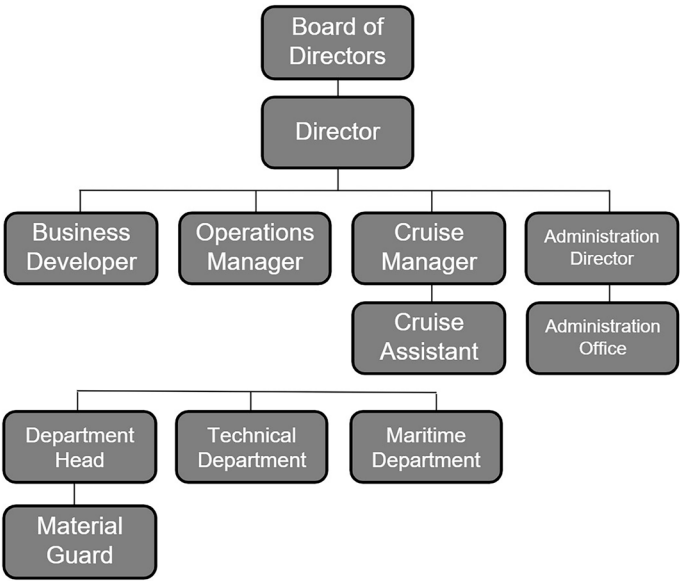 Board of
Directors
Director
Business
Developer
Operations
Manager
Cruise
Manager
Administration
Director
Cruise
Assistant
Administration
Office
Department
Head
Technical
Department
Maritime
Department
Material
Guard